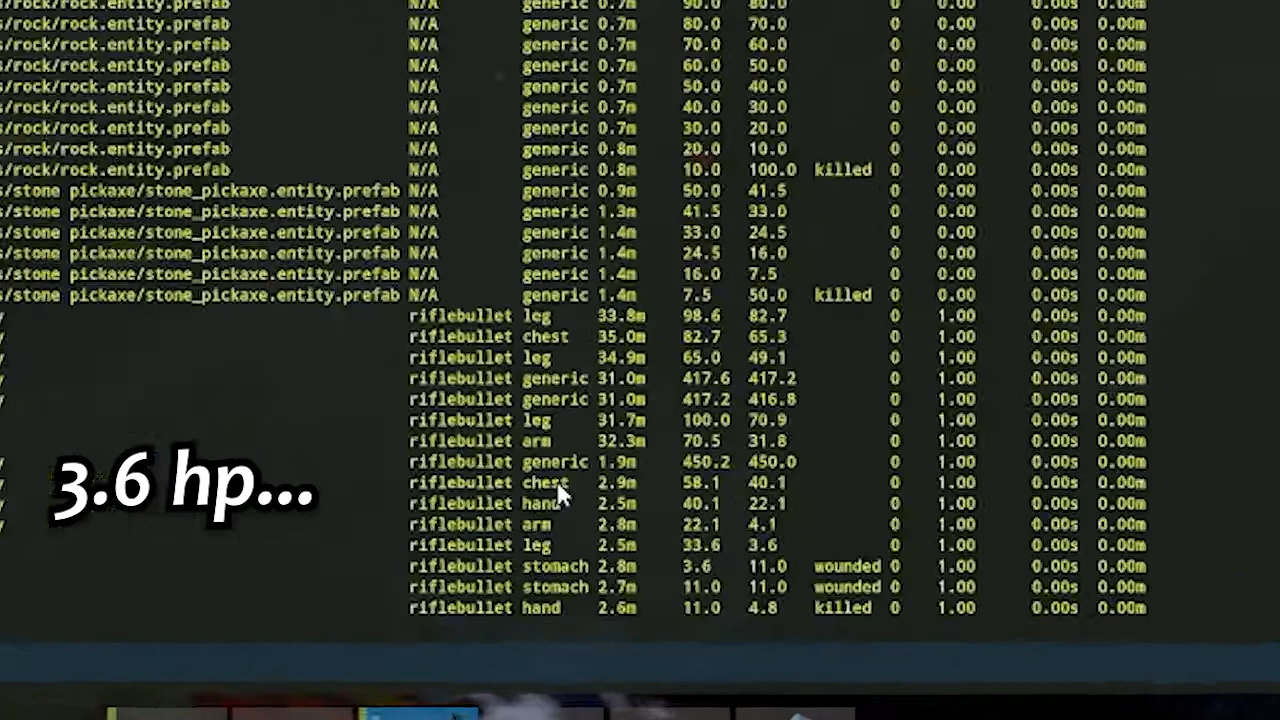 s/rock/rock.entity.prefab N/A generic 0.7m 90.0 80.0 0 0.00 0.00s 0.00m
s/rock/rock.entity.prefab N/A generic 0.7m 80.0 70.0 0 0.00 0.00s 0.00m
s/rock/rock.entity.prefab N/A generic 0.7m 70.0 60.0 0 0.00 0.00s 0.00m
s/rock/rock.entity.prefab N/A generic 0.7m 60.0 50.0 0 0.00 0.00s 0.00m
s/rock/rock.entity.prefab N/A generic 0.7m 50.0 40.0 0 0.00 0.00s 0.00m
s/rock/rock.entity.prefab N/A generic 0.7m 40.0 30.0 0 0.00 0.00s 0.00m
s/rock/rock.entity.prefab N/A generic 0.7m 30.0 20.0 0 0.00 0.00s 0.00m
s/rock/rock.entity.prefab N/A generic 0.8m 20.0 10.0 0 0.00 0.00s 0.00m
s/rock/rock.entity.prefab N/A generic 0.8m 10.0 100.0 killed 0 0.00 0.00s 0.00m
s/stone pickaxe/stone_pickaxe.entity.prefab N/A generic 0.9m 50.0 41.5 0 0.00 0.00s 0.00m
s/stone pickaxe/stone_pickaxe.entity.prefab N/A generic 1.3m 41.5 33.0 0 0.00 0.00s 0.00m
s/stone pickaxe/stone_pickaxe.entity.prefab N/A generic 1.4m 33.0 24.5 0 0.00 0.00s 0.00m
s/stone pickaxe/stone_pickaxe.entity.prefab N/A generic 1.4m 24.5 16.0 0 0.00 0.00s 0.00m
s/stone pickaxe/stone_pickaxe.entity.prefab N/A generic 1.4m 16.0 7.5 0 0.00 0.00s 0.00m
s/stone pickaxe/stone_pickaxe.entity.prefab N/A generic 1.4m 7.5 50.0 killed 0 0.00 0.00s 0.00m
riflebullet leg 33.8m 98.6 82.7 0 1.00 0.00s 0.00m
riflebullet chest 35.0m 82.7 65.3 0 1.00 0.00s 0.00m
riflebullet leg 34.9m 65.0 49.1 0 1.00 0.00s 0.00m
riflebullet generic 31.0m 417.6 417.2 0 1.00 0.00s 0.00m
riflebullet generic 31.0m 417.2 416.8 0 1.00 0.00s 0.00m
riflebullet leg 31.7m 100.0 70.9 0 1.00 0.00s 0.00m
riflebullet arm 32.3m 70.5 31.8 0 1.00 0.00s 0.00m
riflebullet generic 1.9m 450.2 450.0 0 1.00 0.00s 0.00m
3.6 hp...
riflebullet chest 2.9m 58.1 40.1 0 1.00 0.00s 0.00m
riflebullet hand 2.5m 40.1 22.1 0 1.00 0.00s 0.00m
riflebullet arm 2.8m 22.1 4.1 0 1.00 0.00s 0.00m
riflebullet leg 2.5m 33.6 3.6 0 1.00 0.00s 0.00m
riflebullet stomach 2.8m 3.6 11.0 wounded 0 1.00 0.00s 0.00m
riflebullet stomach 2.7m 11.0 11.0 wounded 0 1.00 0.00s 0.00m
riflebullet hand 2.6m 11.0 4.8 killed 0 1.00 0.00s 0.00m